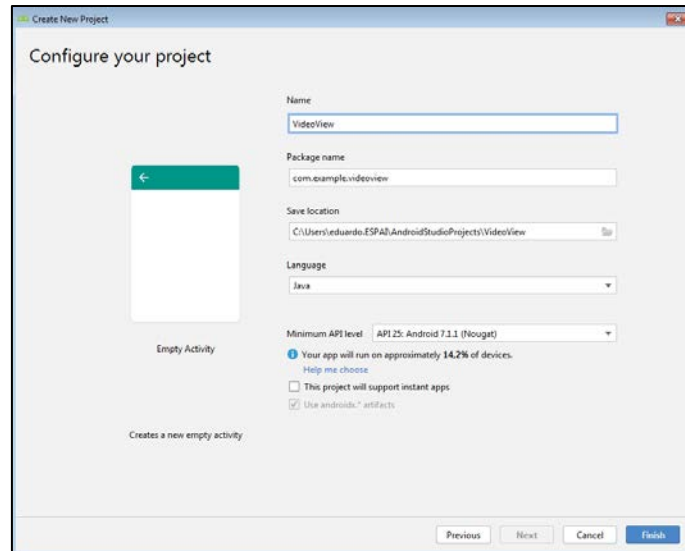 Create New Project
Configure your project
Name
VideoView
Package name
com.example.videoview
Save location
C:\Users\eduardo.ESPAI\AndroidStudioProjects\VideoView
Language
Java
Minimum API level API 25: Android 7.1.1 (Nougat)
Your app will run on approximately 14,2% of devices.
Help me choose
This project will support instant apps
Use androidx.* artifacts
Empty Activity
Creates a new empty activity
Previous Next Cancel Finish